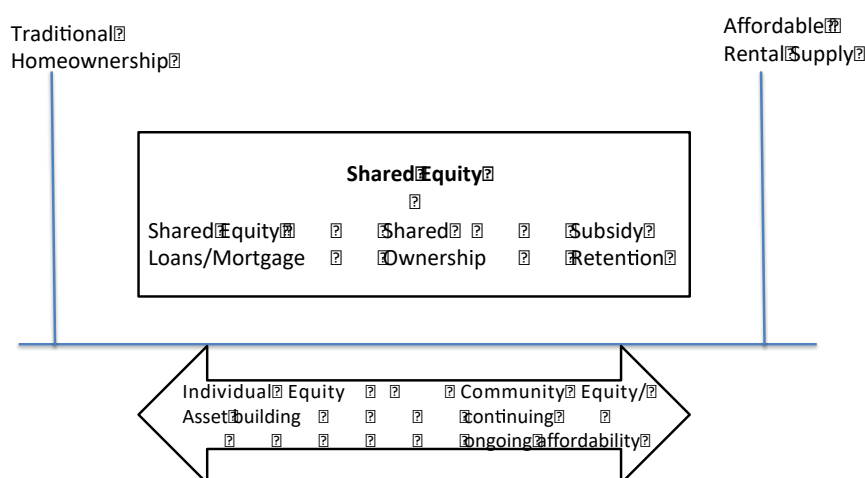 Traditional
Homeownership
Affordable
Rental Supply
Shared Equity
Shared Equity Shared Subsidy
Loans/Mortgage Ownership Retention
Individual Equity Community Equity/
Asset building continuing
ongoing affordability